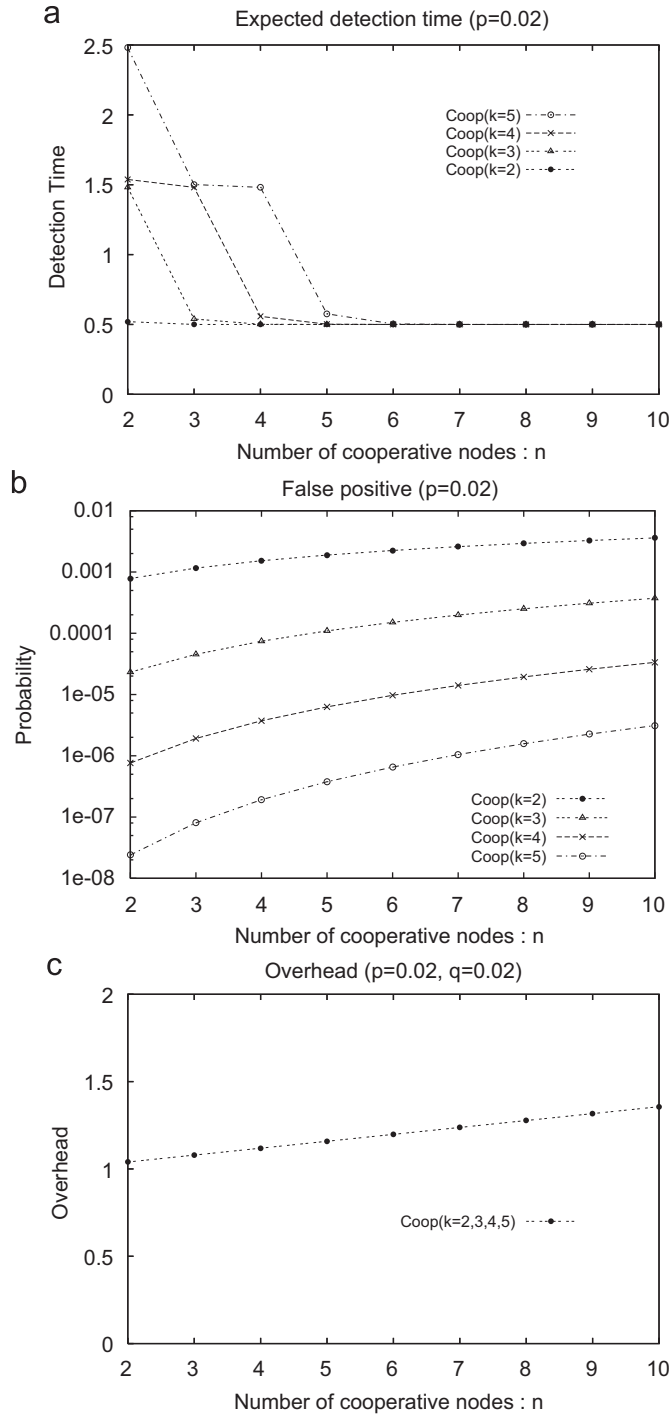 a
Expected detection time (p=0.02)
2.5
2
1.5
1
0.5
0
Detection Time
Coop(k=5)
Coop(k=4)
Coop(k=3)
Coop(k=2)
2 3 4 5 6 7 8 9 10
Number of cooperative nodes : n
b
False positive (p=0.02)
0.01
0.001
0.0001
1e-05
1e-06
1e-07
1e-08
Probability
Coop(k=2)
Coop(k=3)
Coop(k=4)
Coop(k=5)
2 3 4 5 6 7 8 9 10
Number of cooperative nodes : n
c
Overhead (p=0.02, q=0.02)
2
1.5
1
0.5
0
Overhead
Coop(k=2,3,4,5)
2 3 4 5 6 7 8 9 10
Number of cooperative nodes : n